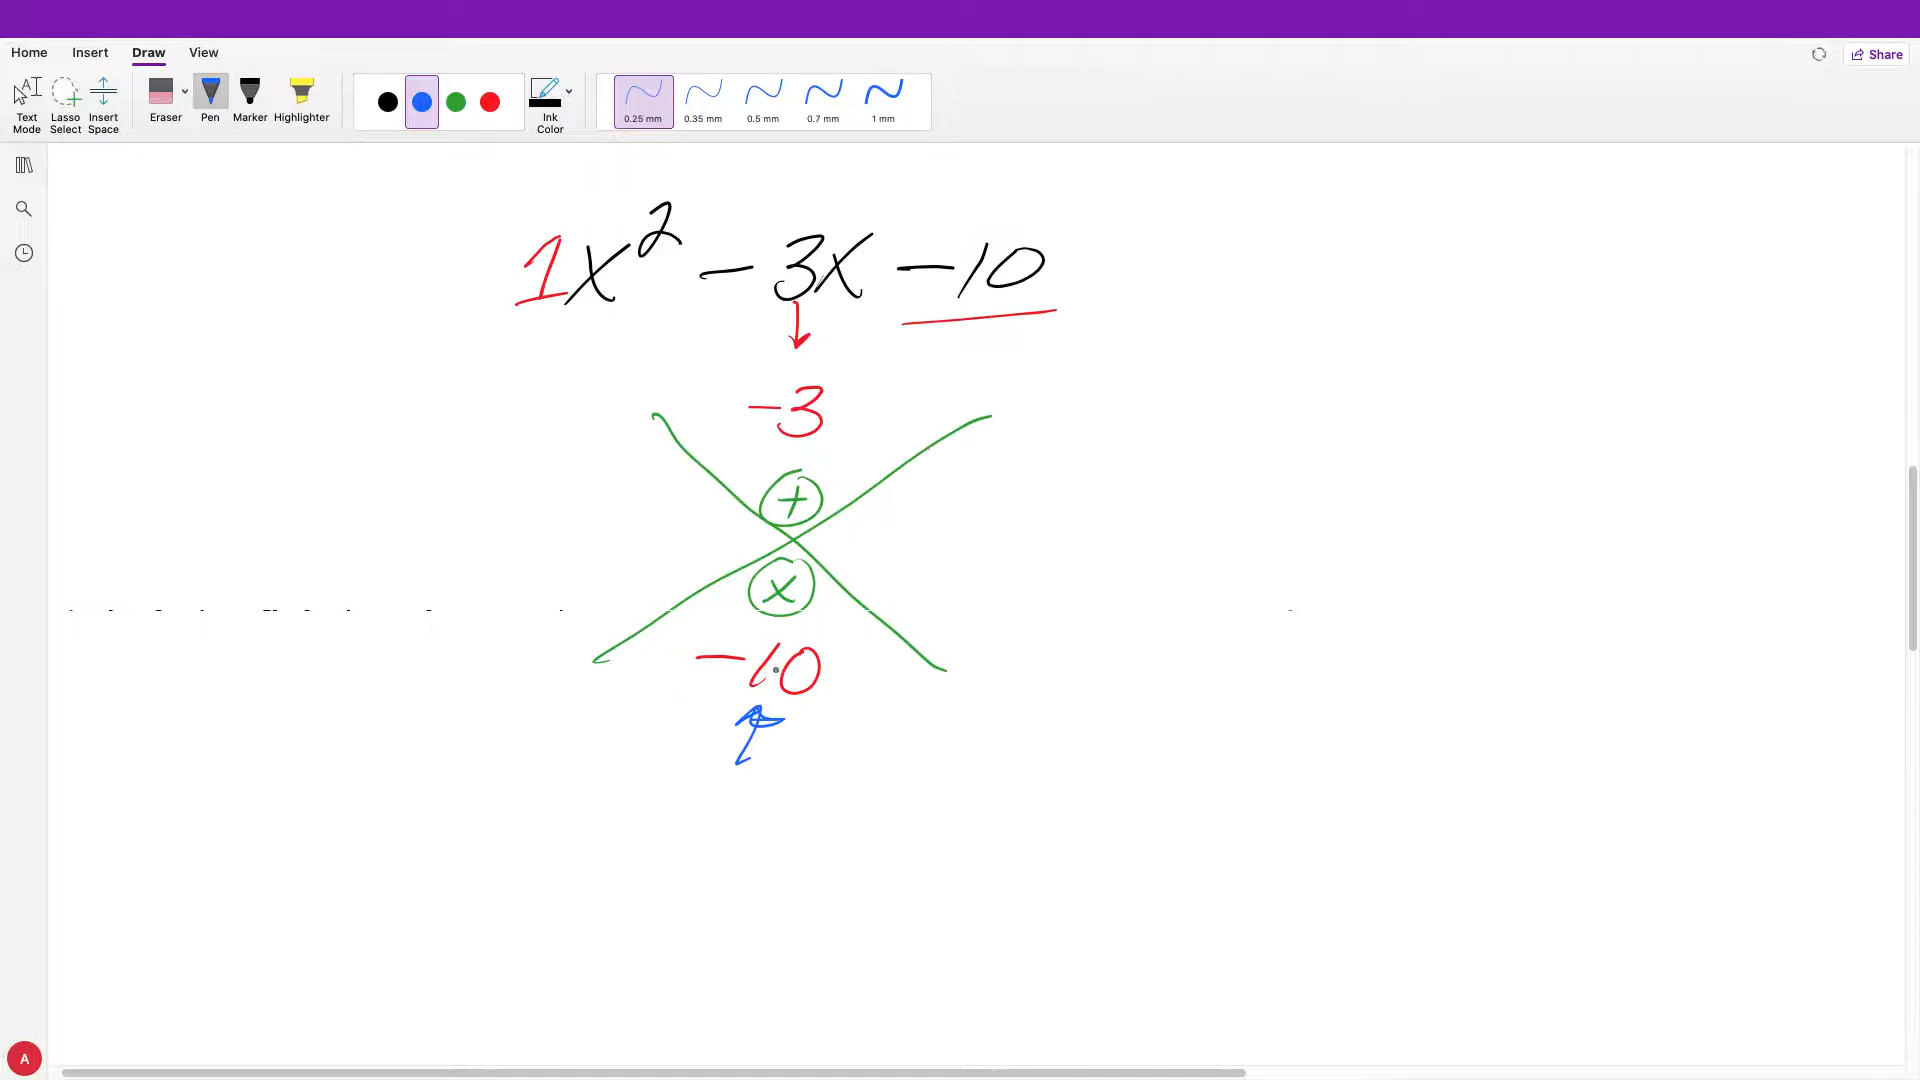 Home Insert Draw View
Share
Text Mode
Lasso Select
Insert Space
Eraser
Pen
Marker
Highlighter
Ink Color
0.25 mm
0.35 mm
0.5 mm
0.7 mm
1 mm
1x² - 3x - 10
-3
+
x
-10
A